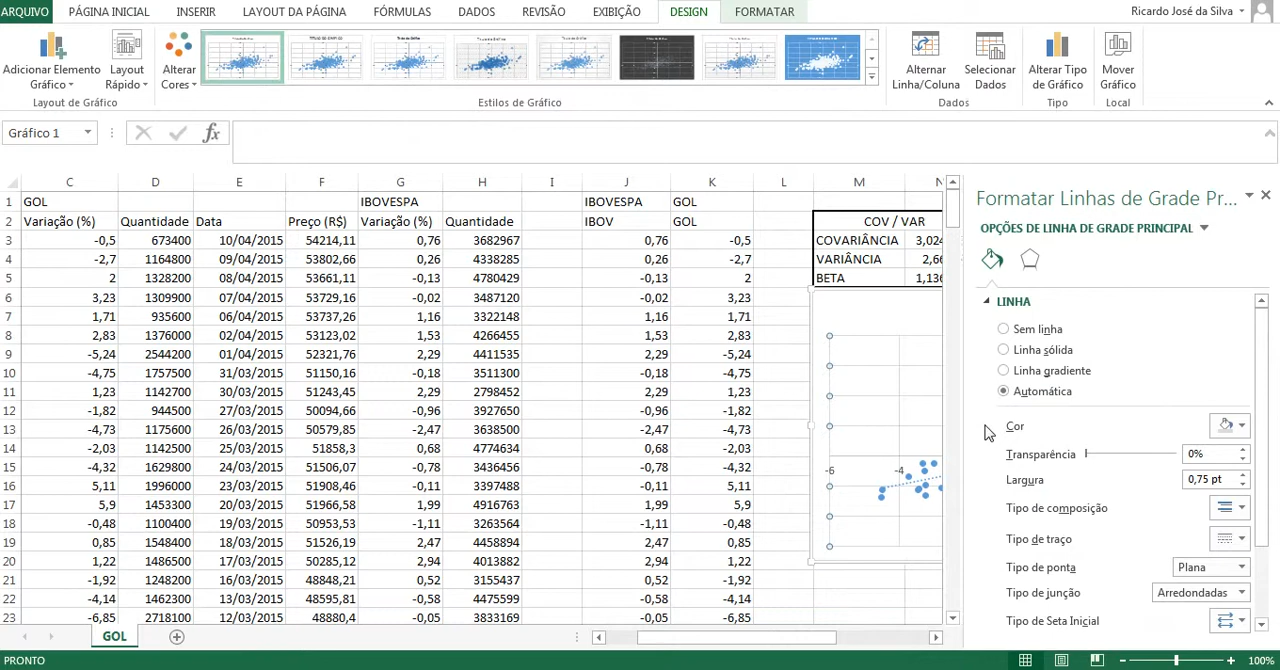 ARQUIVO PÁGINA INICIAL INSERIR LAYOUT DA PÁGINA FÓRMULAS DADOS REVISÃO EXIBIÇÃO DESIGN FORMATAR Ricardo José da Silva
Adicionar Elemento de Gráfico Layout Rápido Alterar Cores Alternar Linha/Coluna Selecionar Dados Alterar Tipo de Gráfico Mover Gráfico
Layout de Gráfico Estilos de Gráfico Dados Tipo Local
Gráfico 1 fx
C D E F G H I J K L M N
1 GOL IBOVESPA IBOVESPA GOL
2 Variação (%) Quantidade Data Preço (R$) Variação (%) Quantidade IBOV GOL COV / VAR
3 -0,5 673400 10/04/2015 54214,11 0,76 3682967 0,76 -0,5 COVARIÂNCIA 3,024
4 -2,7 1164800 09/04/2015 53802,66 0,26 4338285 0,26 -2,7 VARIÂNCIA 2,66
5 2 1328200 08/04/2015 53661,11 -0,13 4780429 -0,13 2 BETA 1,136
6 3,23 1309900 07/04/2015 53729,16 -0,02 3487120 -0,02 3,23
7 1,71 935600 06/04/2015 53737,26 1,16 3322148 1,16 1,71
8 2,83 1376000 02/04/2015 53123,02 1,53 4266455 1,53 2,83
9 -5,24 2544200 01/04/2015 52321,76 2,29 4411535 2,29 -5,24
10 -4,75 1757500 31/03/2015 51150,16 -0,18 3511300 -0,18 -4,75
11 1,23 1142700 30/03/2015 51243,45 2,29 2798452 2,29 1,23
12 -1,82 944500 27/03/2015 50094,66 -0,96 3927650 -0,96 -1,82
13 -4,73 1175600 26/03/2015 50579,85 -2,47 3638500 -2,47 -4,73
14 -2,03 1142500 25/03/2015 51858,3 0,68 4774634 0,68 -2,03
15 -4,32 1629800 24/03/2015 51506,07 -0,78 3436456 -0,78 -4,32
16 5,11 1996000 23/03/2015 51908,46 -0,11 3397488 -0,11 5,11
17 5,9 1453300 20/03/2015 51966,58 1,99 4916763 1,99 5,9
18 -0,48 1100400 19/03/2015 50953,53 -1,11 3263564 -1,11 -0,48
19 0,85 1548400 18/03/2015 51526,19 2,47 4458894 2,47 0,85
20 1,22 1486500 17/03/2015 50285,12 2,94 4013882 2,94 1,22
21 -1,92 1248200 16/03/2015 48848,21 0,52 3155437 0,52 -1,92
22 -4,14 1462300 13/03/2015 48595,81 -0,58 4475599 -0,58 -4,14
23 -6,85 2718100 12/03/2015 48880,4 -0,05 3833169 -0,05 -6,85
-6 -4
Formatar Linhas de Grade Pr...
OPÇÕES DE LINHA DE GRADE PRINCIPAL
LINHA
Sem linha
Linha sólida
Linha gradiente
Automática
Cor
Transparência 0%
Largura 0,75 pt
Tipo de composição
Tipo de traço
Tipo de ponta Plana
Tipo de junção Arredondadas
Tipo de Seta Inicial
GOL
PRONTO 100%